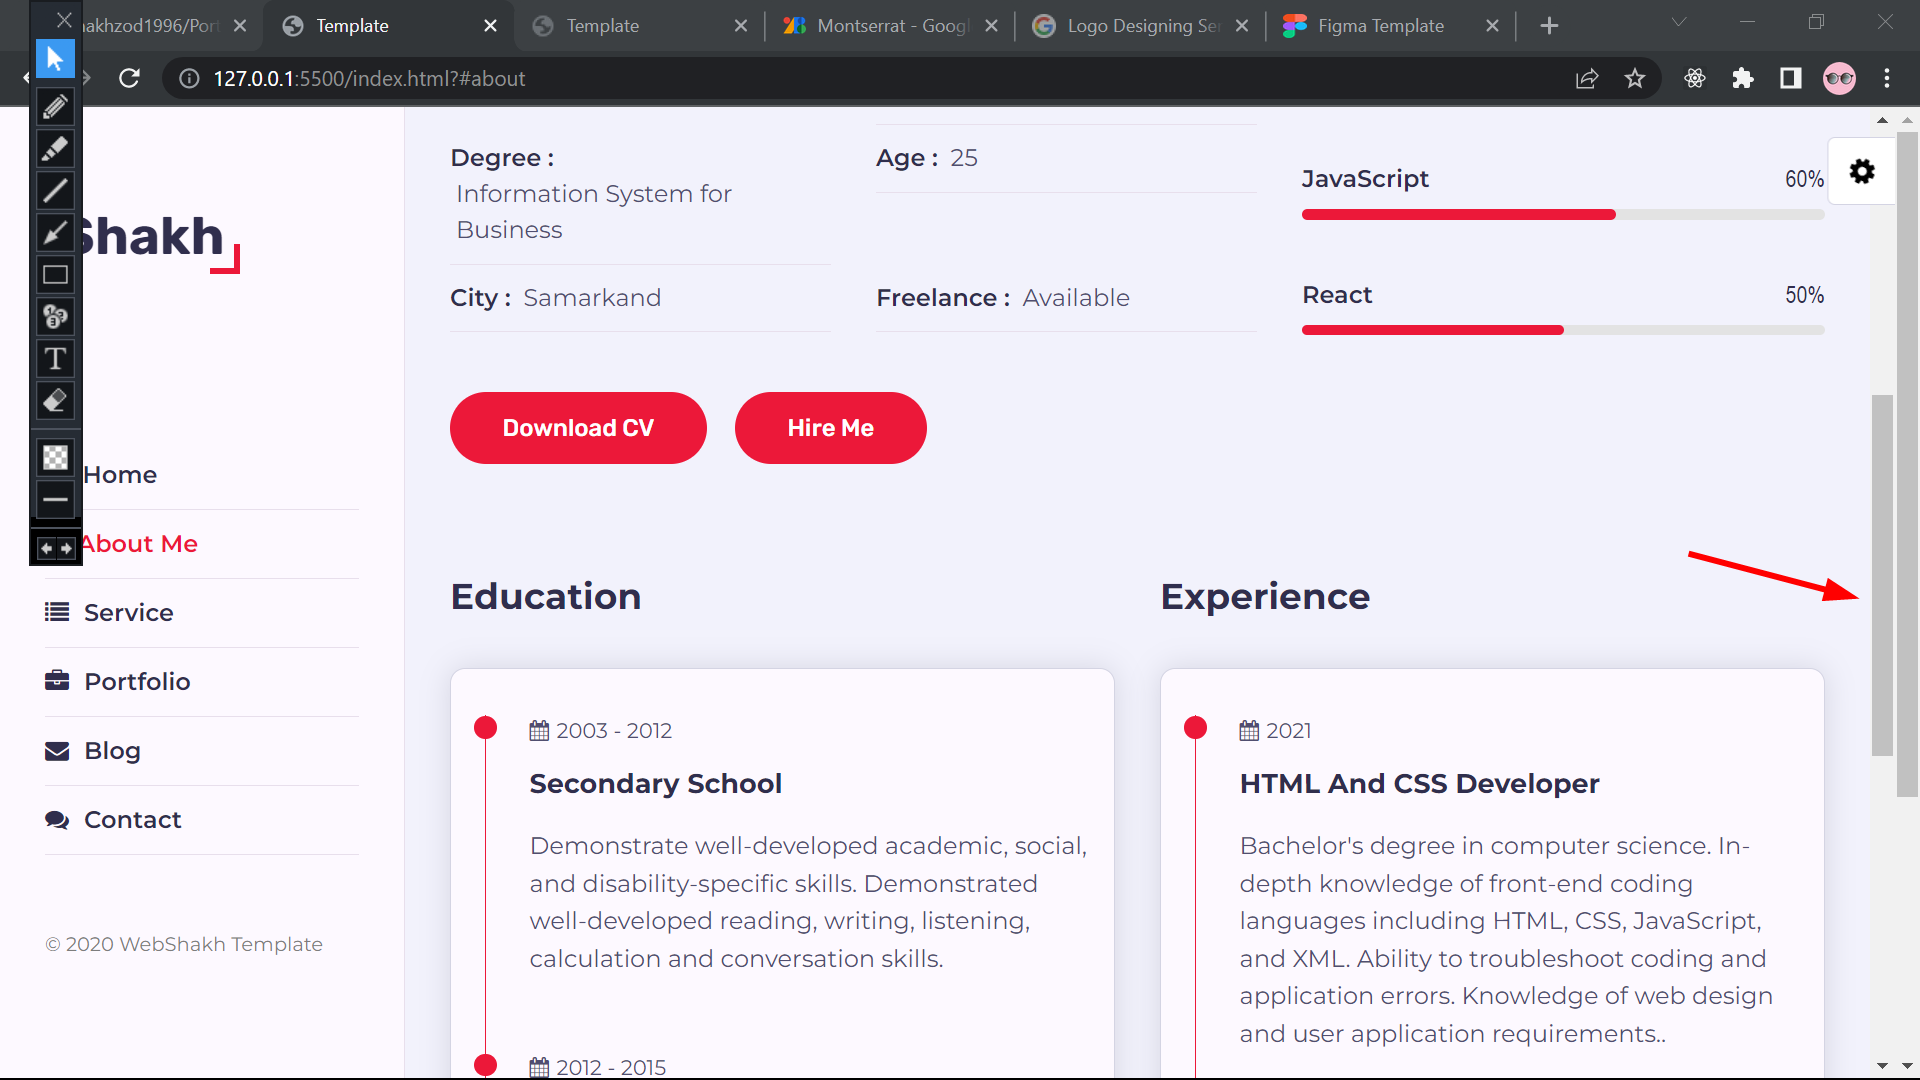 akhzod1996/Port
Template
Template
Montserrat - Googl
Logo Designing Ser
Figma Template
127.0.0.1:5500/index.html?#about
Shakh
Home
About Me
Service
Portfolio
Blog
Contact
© 2020 WebShakh Template
Degree :
Information System for
Business
Age : 25
City : Samarkand
Freelance : Available
JavaScript 60%
React 50%
Download CV
Hire Me
Education
2003 - 2012
Secondary School
Demonstrate well-developed academic, social,
and disability-specific skills. Demonstrated
well-developed reading, writing, listening,
calculation and conversation skills.
2012 - 2015
Experience
2021
HTML And CSS Developer
Bachelor's degree in computer science. In-
depth knowledge of front-end coding
languages including HTML, CSS, JavaScript,
and XML. Ability to troubleshoot coding and
application errors. Knowledge of web design
and user application requirements..